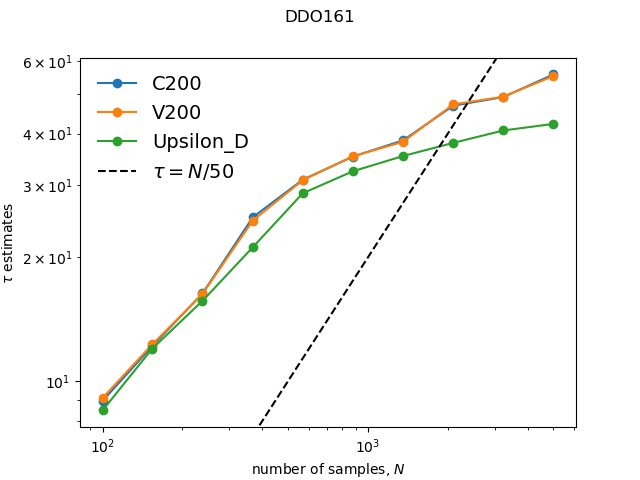 DDO161
6 × 10¹
4 × 10¹
3 × 10¹
2 × 10¹
10¹
τ estimates
C200
V200
Upsilon_D
τ = N/50
10²
10³
number of samples, N